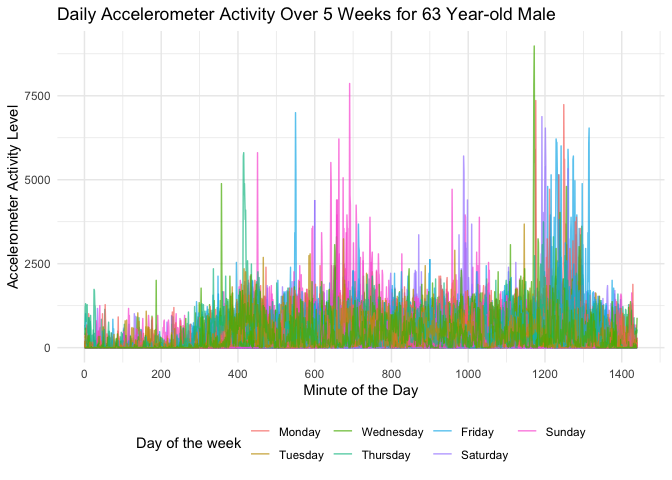 Daily Accelerometer Activity Over 5 Weeks for 63 Year-old Male
Accelerometer Activity Level
7500
5000
2500
0
0 200 400 600 800 1000 1200 1400
Minute of the Day
Day of the week
Monday Wednesday Friday Sunday
Tuesday Thursday Saturday